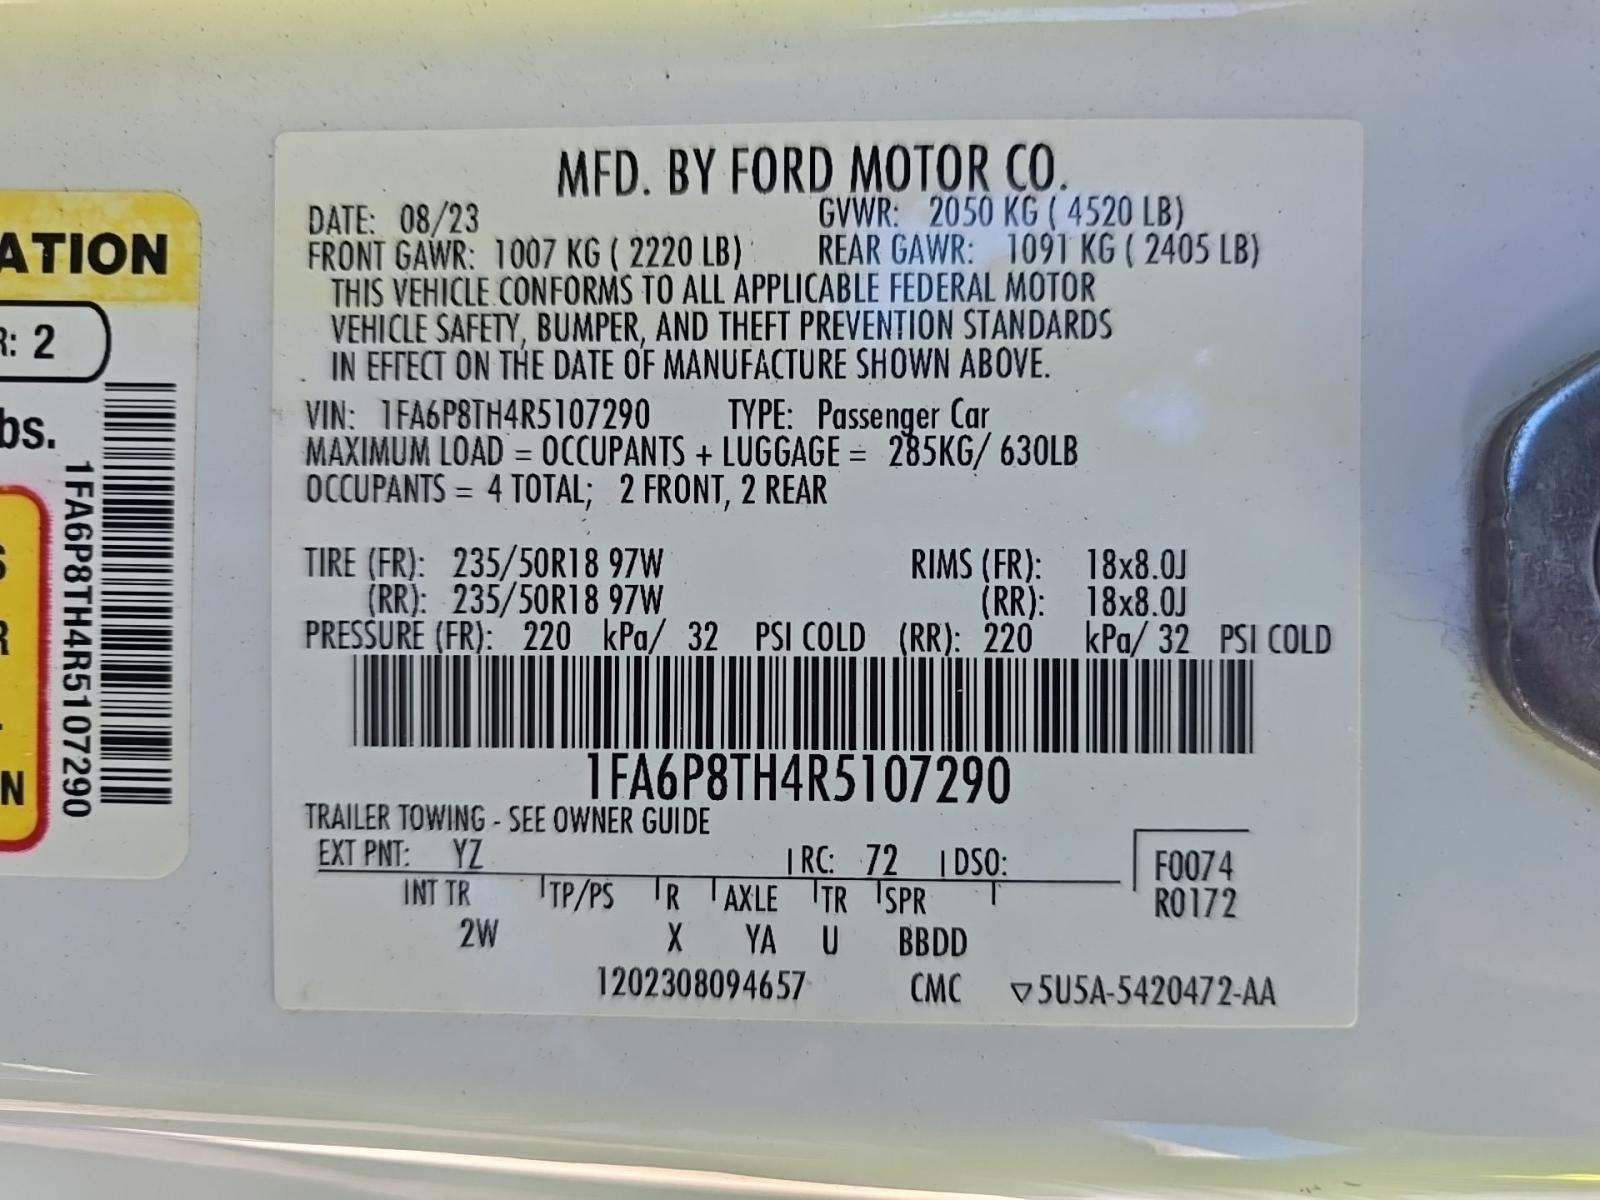 MFD. BY FORD MOTOR CO.
DATE: 08/23 GVWR: 2050 KG ( 4520 LB)
FRONT GAWR: 1007 KG ( 2220 LB) REAR GAWR: 1091 KG ( 2405 LB)
THIS VEHICLE CONFORMS TO ALL APPLICABLE FEDERAL MOTOR
VEHICLE SAFETY, BUMPER, AND THEFT PREVENTION STANDARDS
IN EFFECT ON THE DATE OF MANUFACTURE SHOWN ABOVE.
VIN: 1FA6P8TH4R5107290 TYPE: Passenger Car
MAXIMUM LOAD = OCCUPANTS + LUGGAGE = 285KG/ 630LB
OCCUPANTS = 4 TOTAL; 2 FRONT, 2 REAR
TIRE (FR): 235/50R18 97W RIMS (FR): 18x8.0J
(RR): 235/50R18 97W (RR): 18x8.0J
PRESSURE (FR): 220 kPa/ 32 PSI COLD (RR): 220 kPa/ 32 PSI COLD
1FA6P8TH4R5107290
TRAILER TOWING - SEE OWNER GUIDE
EXT PNT: YZ RC: 72 DSO: F0074
R0172
INT TR TP/PS R AXLE TR SPR
2W X YA U BBDD
1202308094657 CMC ▽5U5A-5420472-AA
ATION
R: 2
bs.
1FA6P8TH4R5107290
S
R
N